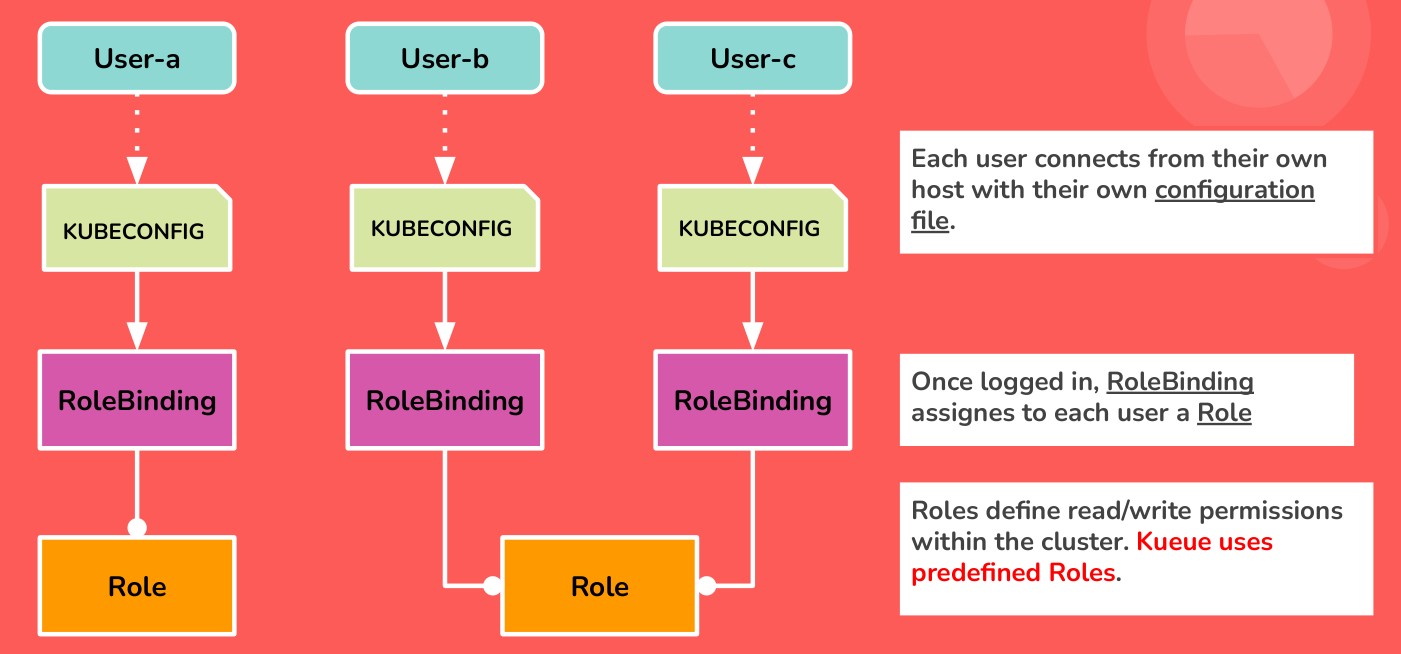 User-a
User-b
User-c
KUBECONFIG
KUBECONFIG
KUBECONFIG
Each user connects from their own
host with their own configuration
file.
RoleBinding
RoleBinding
RoleBinding
Once logged in, RoleBinding
assignes to each user a Role
Role
Role
Roles define read/write permissions
within the cluster. Kueue uses
predefined Roles.